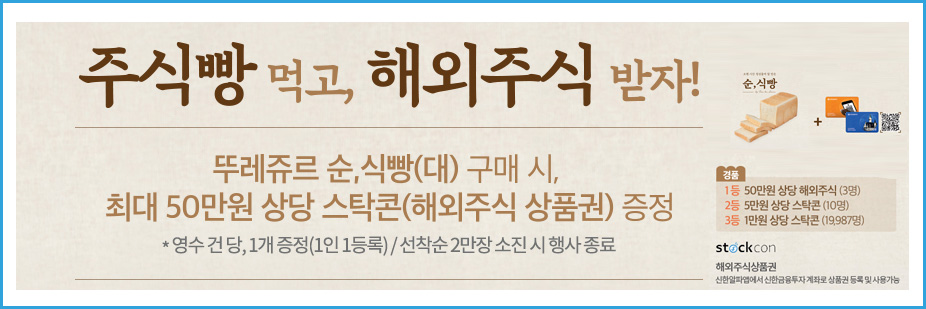 주식빵 먹고, 해외주식 받자!
뚜레쥬르 순,식빵(대) 구매 시,
최대 50만원 상당 스탁콘(해외주식 상품권) 증정
* 영수 건 당, 1개 증정(1인 1등록) / 선착순 2만장 소진 시 행사 종료
순,식빵
+
경품
1등 50만원 상당 해외주식 (3명)
2등 5만원 상당 스탁콘 (10명)
3등 1만원 상당 스탁콘 (19,987명)
stockcon
해외주식상품권
신한알파앱에서 신한금융투자 계좌로 상품권 등록 및 사용가능